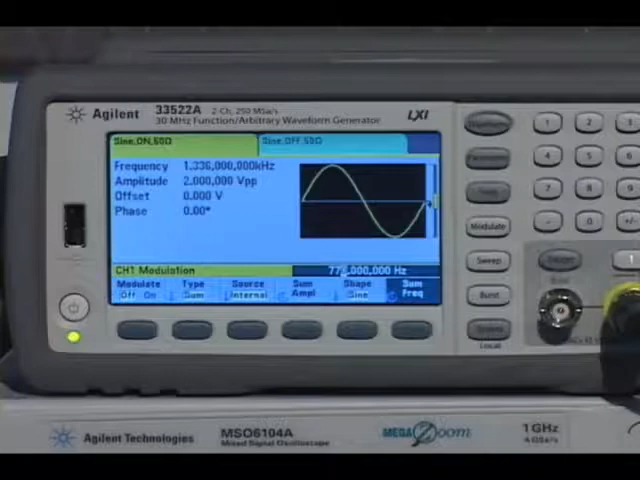 Agilent 33522A 2-Ch, 250 MSa/s
30 MHz Function/Arbitrary Waveform Generator LXI
Sine,ON,50Ω Sine,OFF,50Ω
Frequency 1.336,000,000kHz
Amplitude 2.000,000 Vpp
Offset 0.000 V
Phase 0.00°
CH1 Modulation
Modulate Type Source Sum Shape Sum
Off On Sum Internal Ampl Sine Freq
1 2 3
4 5 6
7 8 9
. 0 +/-
Modulate
Sweep
Burst
Local
1
Agilent Technologies MSO6104A
Mixed Signal Oscilloscope
MEGA Zoom
1 GHz
4 GSa/s